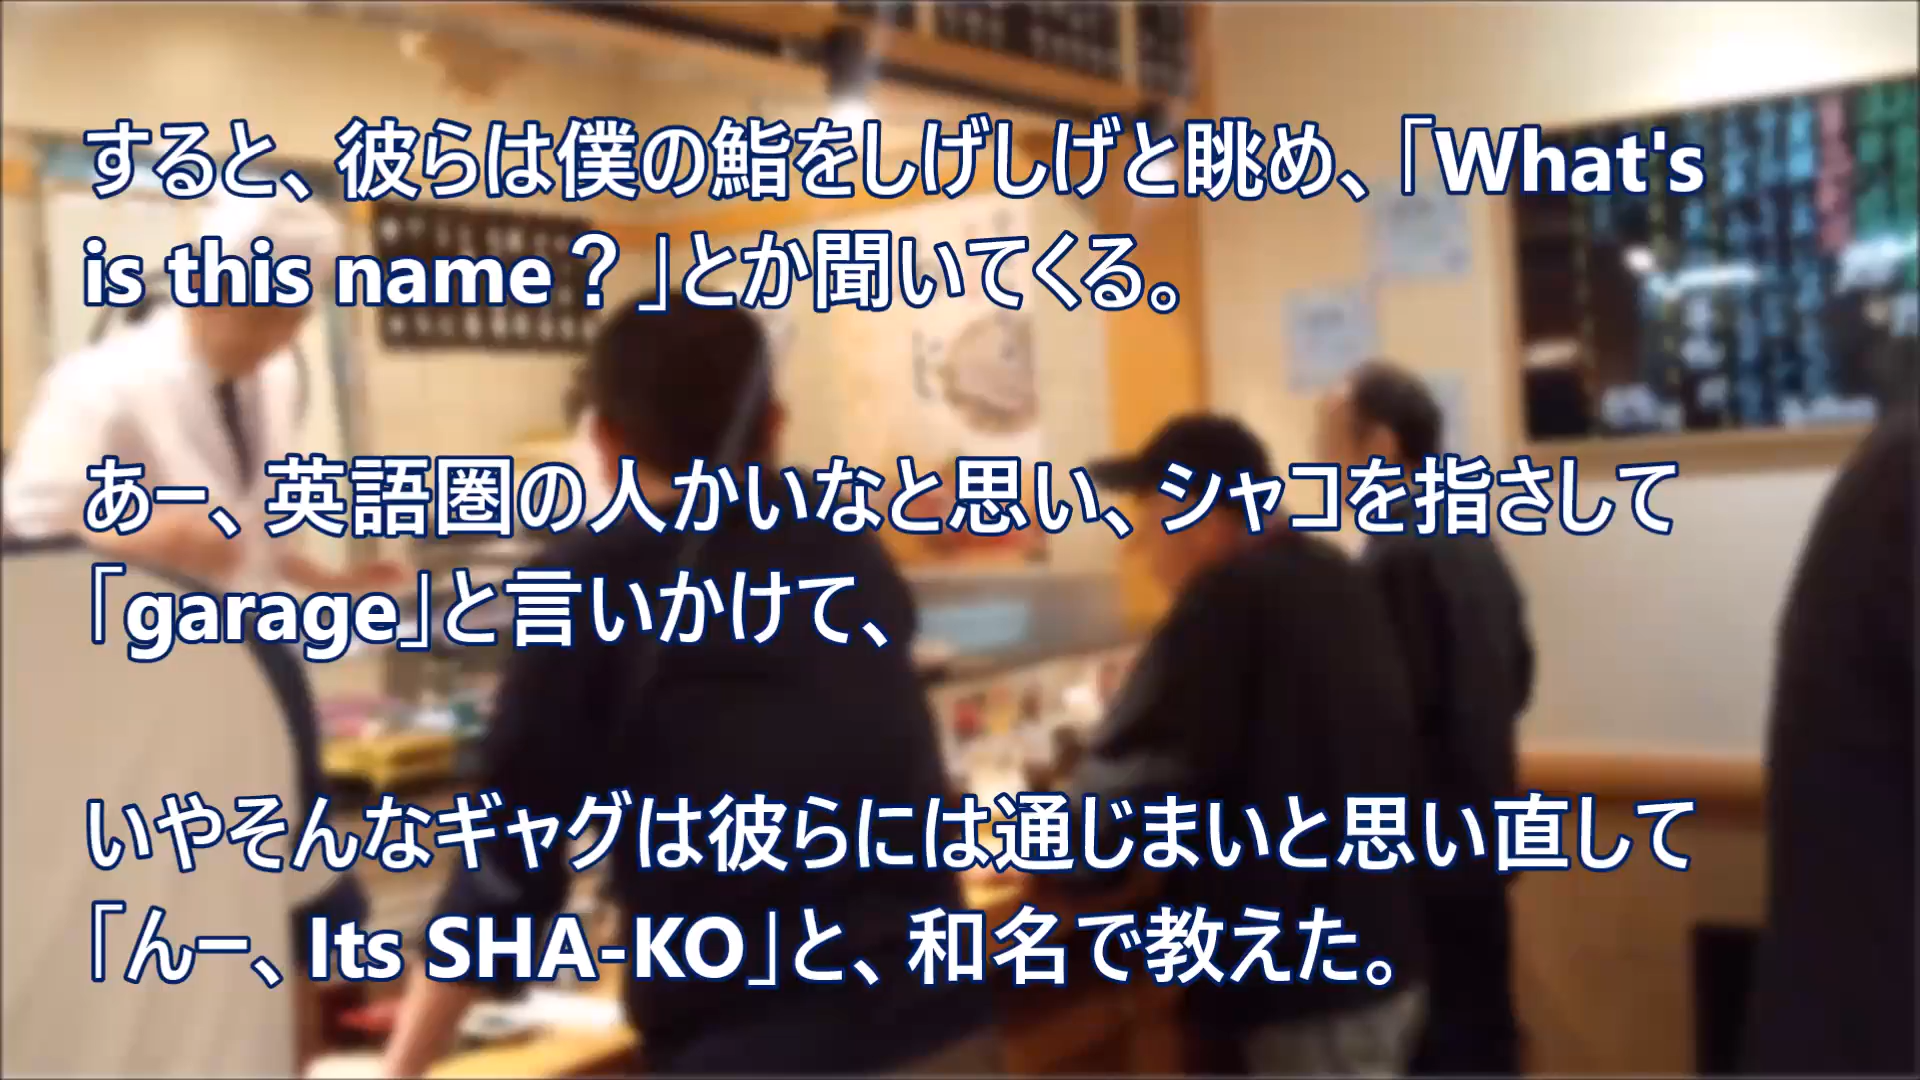 すると、彼らは僕の鮨をしげしげと眺め、「What's
is this name？」とか聞いてくる。
あー、英語圏の人かいなと思い、シャコを指さして
「garage」と言いかけて、
いやそんなギャグは彼らには通じまいと思い直して
「んー、Its SHA-KO」と、和名で教えた。